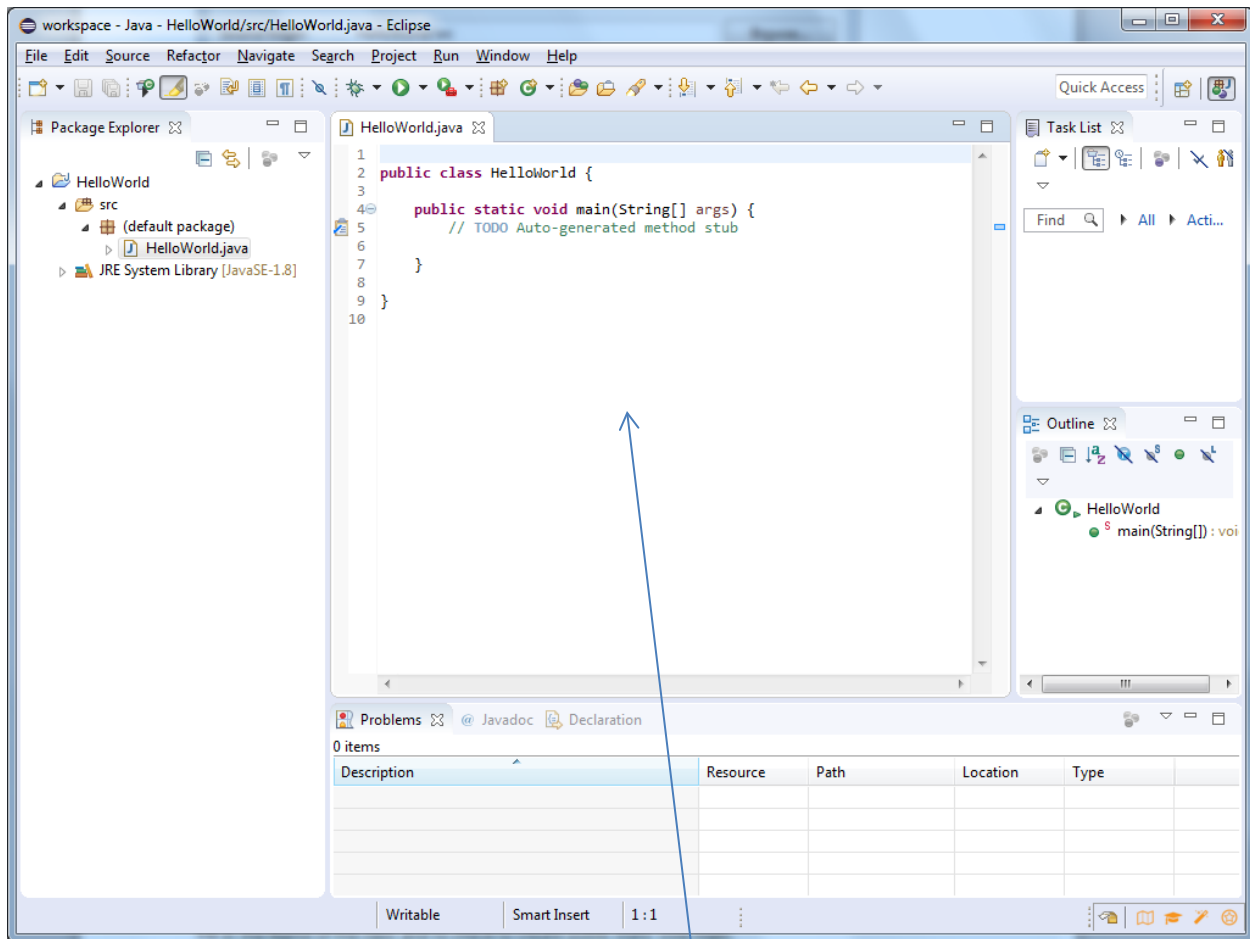 workspace - Java - HelloWorld/src/HelloWorld.java - Eclipse
File Edit Source Refactor Navigate Search Project Run Window Help
Quick Access
Package Explorer
HelloWorld
src
(default package)
HelloWorld.java
JRE System Library [JavaSE-1.8]
HelloWorld.java
1
2 public class HelloWorld {
3
4 public static void main(String[] args) {
5 // TODO Auto-generated method stub
6
7 }
8
9 }
10
Task List
Find All Acti...
Outline
HelloWorld
main(String[]) : voi
Problems @ Javadoc Declaration
0 items
Description Resource Path Location Type
Writable Smart Insert 1 : 1